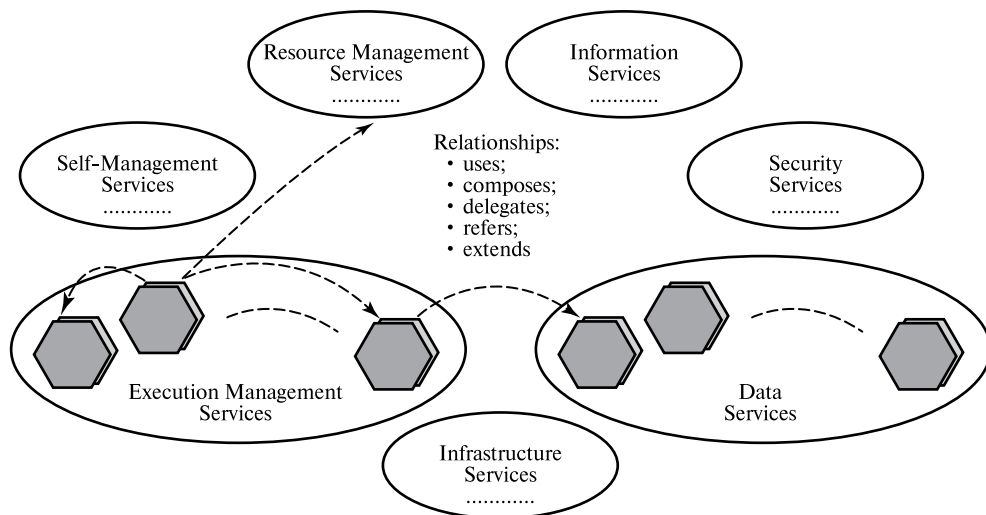 Resource Management
Services
............
Information
Services
............
Relationships:
• uses;
• composes;
• delegates;
• refers;
• extends
Self-Management
Services
............
Security
Services
............
Execution Management
Services
Data
Services
Infrastructure
Services
............